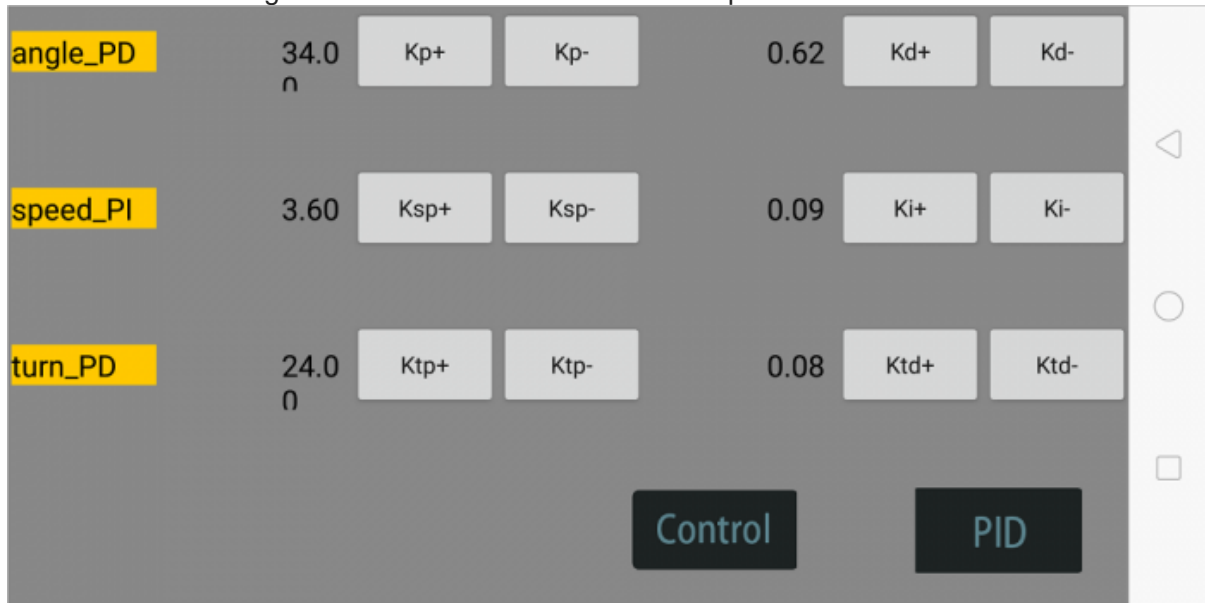 angle_PD 34.0 Kp+ Kp- 0.62 Kd+ Kd-
0
speed_PI 3.60 Ksp+ Ksp- 0.09 Ki+ Ki-
turn_PD 24.0 Ktp+ Ktp- 0.08 Ktd+ Ktd-
0
Control PID